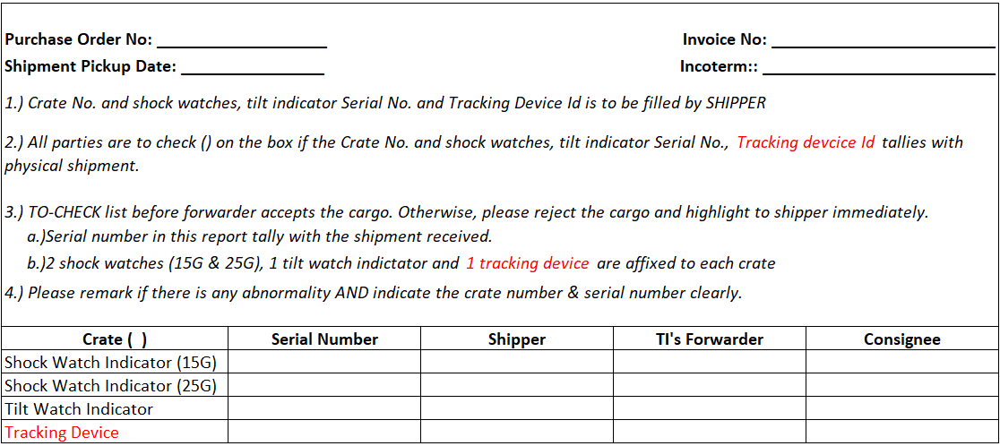 Purchase Order No: ____________________ Invoice No: ____________________
Shipment Pickup Date: ____________________ Incoterm:: ____________________
1.) Crate No. and shock watches, tilt indicator Serial No. and Tracking Device Id is to be filled by SHIPPER
2.) All parties are to check () on the box if the Crate No. and shock watches, tilt indicator Serial No., Tracking devcice Id tallies with
physical shipment.
3.) TO-CHECK list before forwarder accepts the cargo. Otherwise, please reject the cargo and highlight to shipper immediately.
a.)Serial number in this report tally with the shipment received.
b.)2 shock watches (15G & 25G), 1 tilt watch indictator and 1 tracking device are affixed to each crate
4.) Please remark if there is any abnormality AND indicate the crate number & serial number clearly.
Crate ( ) Serial Number Shipper TI's Forwarder Consignee
Shock Watch Indicator (15G)
Shock Watch Indicator (25G)
Tilt Watch Indicator
Tracking Device